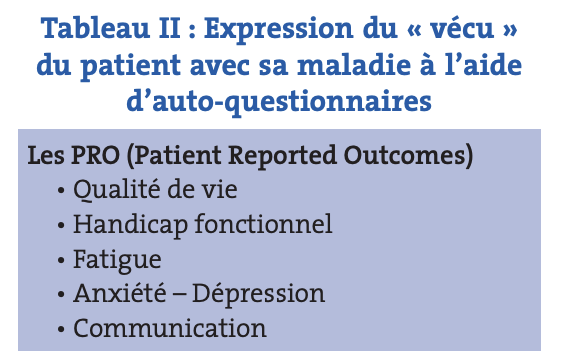 Tableau II : Expression du « vécu »
du patient avec sa maladie à l’aide
d’auto-questionnaires
Les PRO (Patient Reported Outcomes)
• Qualité de vie
• Handicap fonctionnel
• Fatigue
• Anxiété – Dépression
• Communication